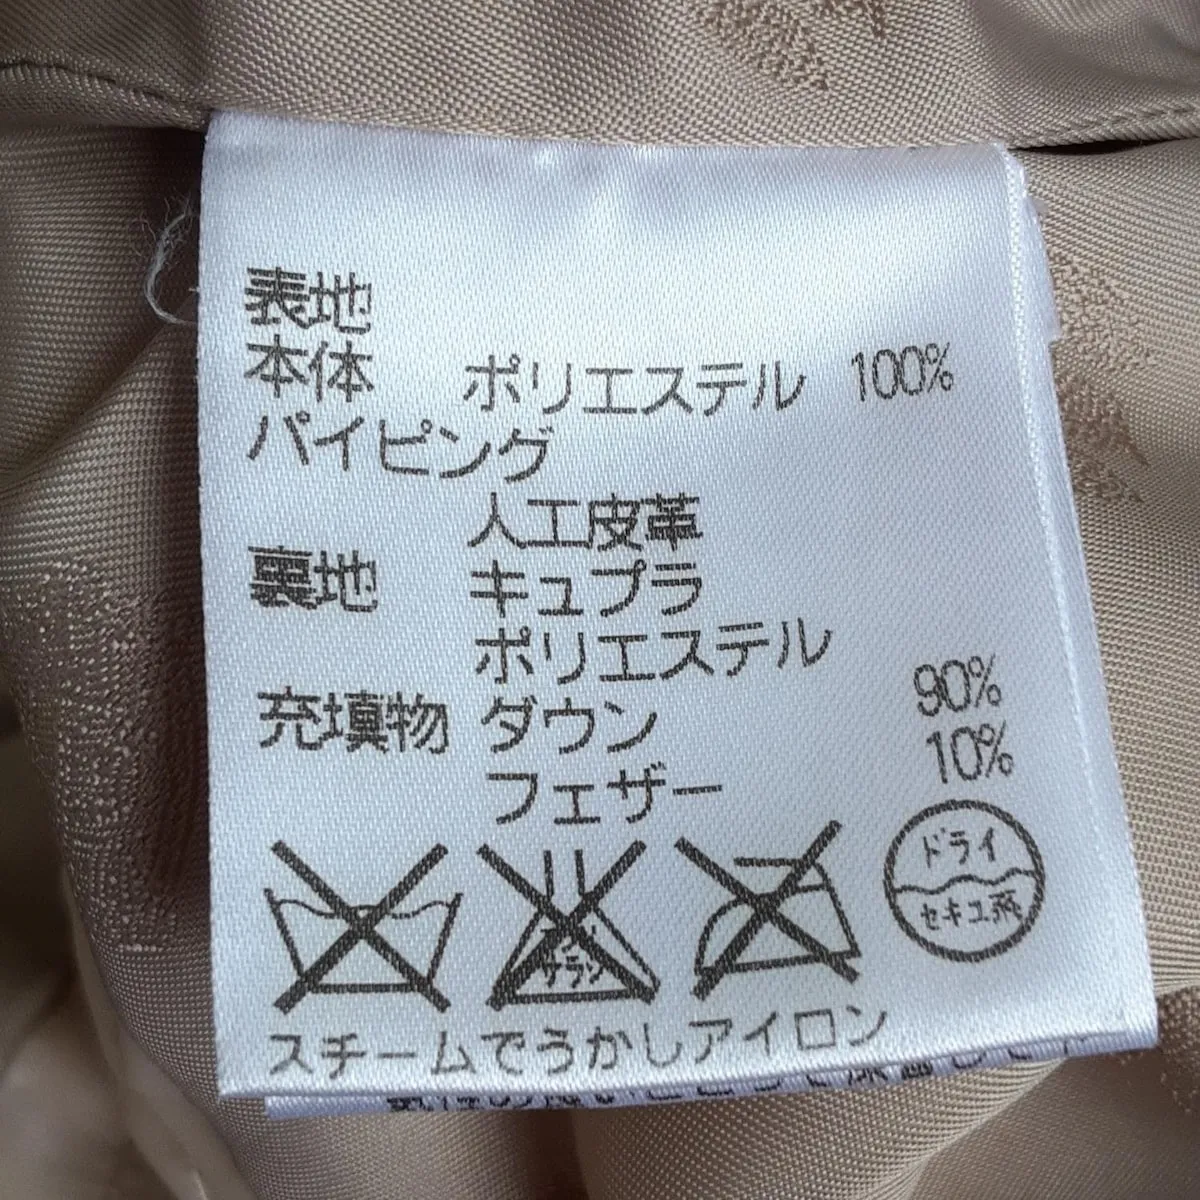 表地
本体 ポリエステル 100%
パイピング
人工皮革
裏地 キュプラ
ポリエステル
充填物 ダウン 90%
フェザー 10%
サラシ
ドライ
セキユ系
スチームでうかしアイロン